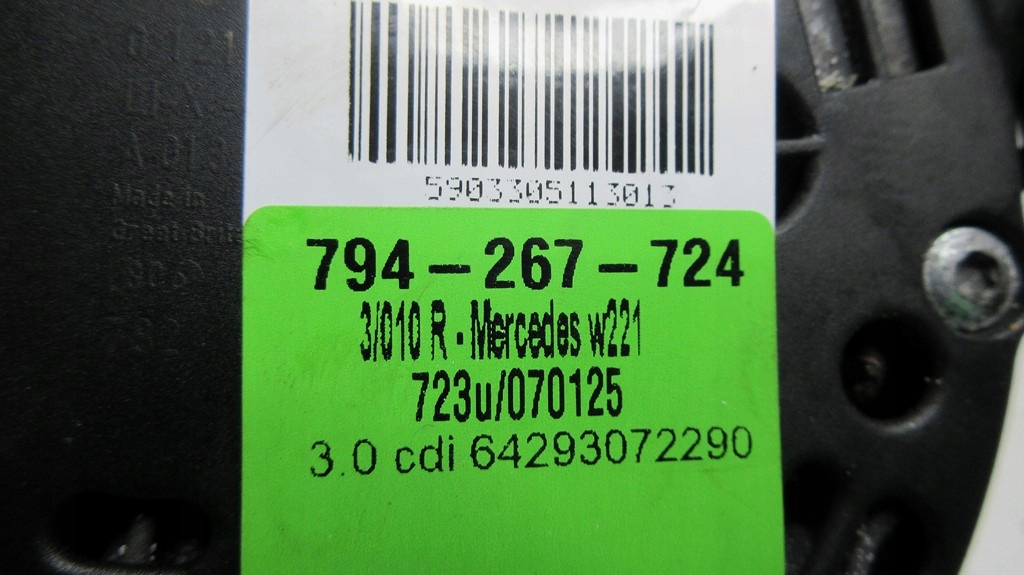 5903305113013
794-267-724
3/010 R - Mercedes w221
723u/070125
3.0 cdi 64293072290
Made in